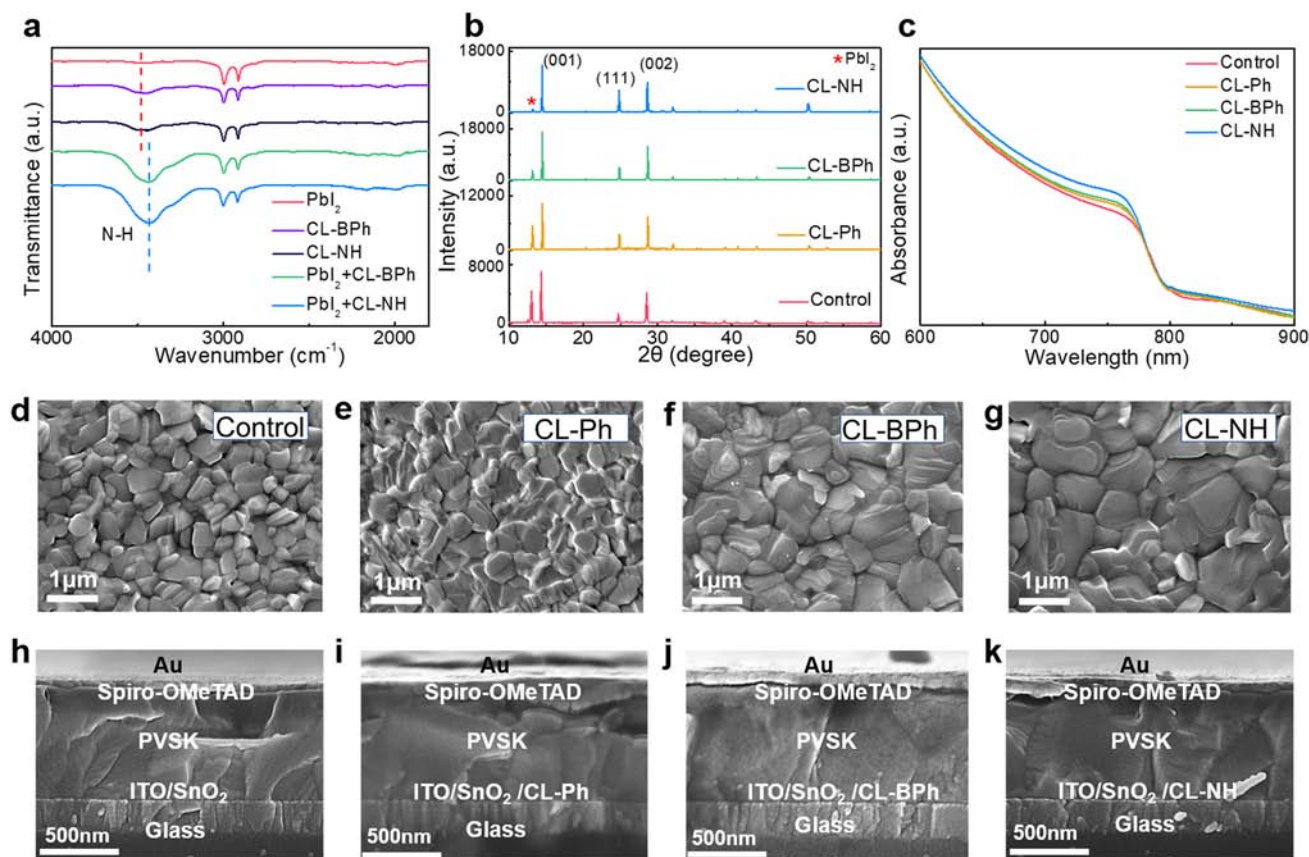 a
Transmittance (a.u.)
N-H
PbI₂
CL-BPh
CL-NH
PbI₂+CL-BPh
PbI₂+CL-NH
4000 3000 2000
Wavenumber (cm⁻¹)
b
Intensity (a.u.)
18000
0
18000
0
12000
0
8000
(001)
(111)
(002)
*PbI₂
*
CL-NH
CL-BPh
CL-Ph
Control
10 20 30 40 50 60
2θ (degree)
c
Absorbance (a.u.)
Control
CL-Ph
CL-BPh
CL-NH
600 700 800 900
Wavelength (nm)
d
Control
1μm
e
CL-Ph
1μm
f
CL-BPh
1μm
g
CL-NH
1μm
h
Au
Spiro-OMeTAD
PVSK
ITO/SnO₂
Glass
500nm
i
Au
Spiro-OMeTAD
PVSK
ITO/SnO₂ /CL-Ph
Glass
500nm
j
Au
Spiro-OMeTAD
PVSK
ITO/SnO₂ /CL-BPh
Glass
500nm
k
Au
Spiro-OMeTAD
PVSK
ITO/SnO₂ /CL-NH
Glass
500nm